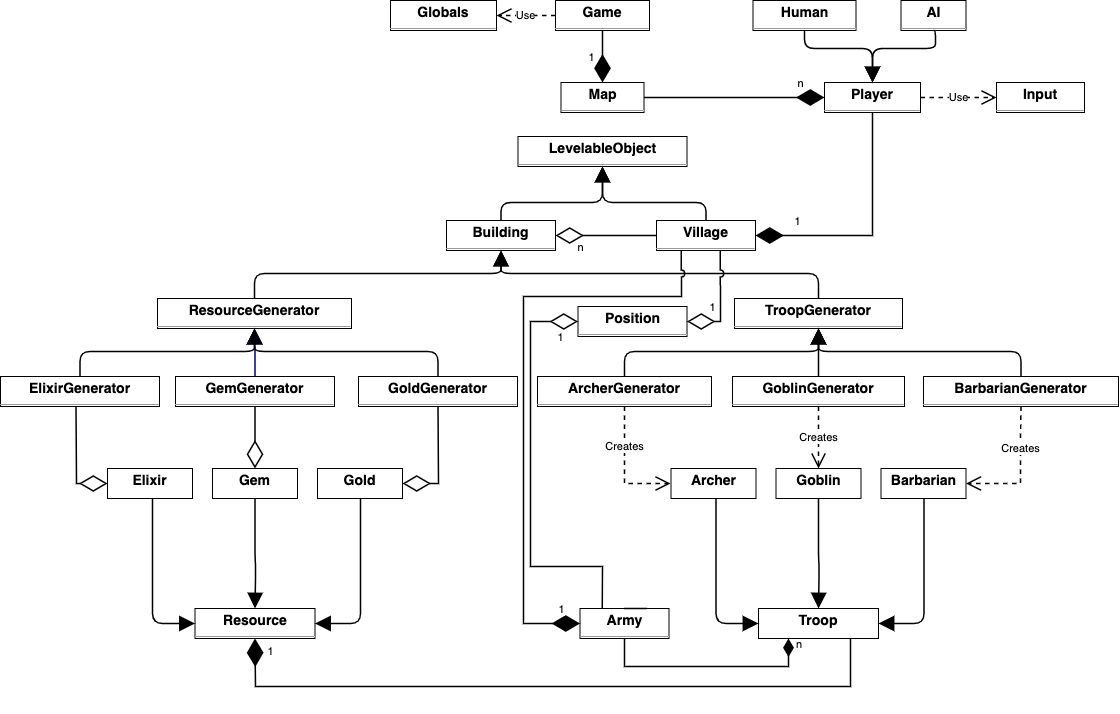 Globals
Use
Game
Human
AI
1
n
Map
Player
Use
Input
LevelableObject
Building
n
Village
1
ResourceGenerator
Position
1
1
TroopGenerator
ElixirGenerator
GemGenerator
GoldGenerator
ArcherGenerator
GoblinGenerator
BarbarianGenerator
Creates
Creates
Creates
Elixir
Gem
Gold
Archer
Goblin
Barbarian
Resource
1
Army
Troop
1
n